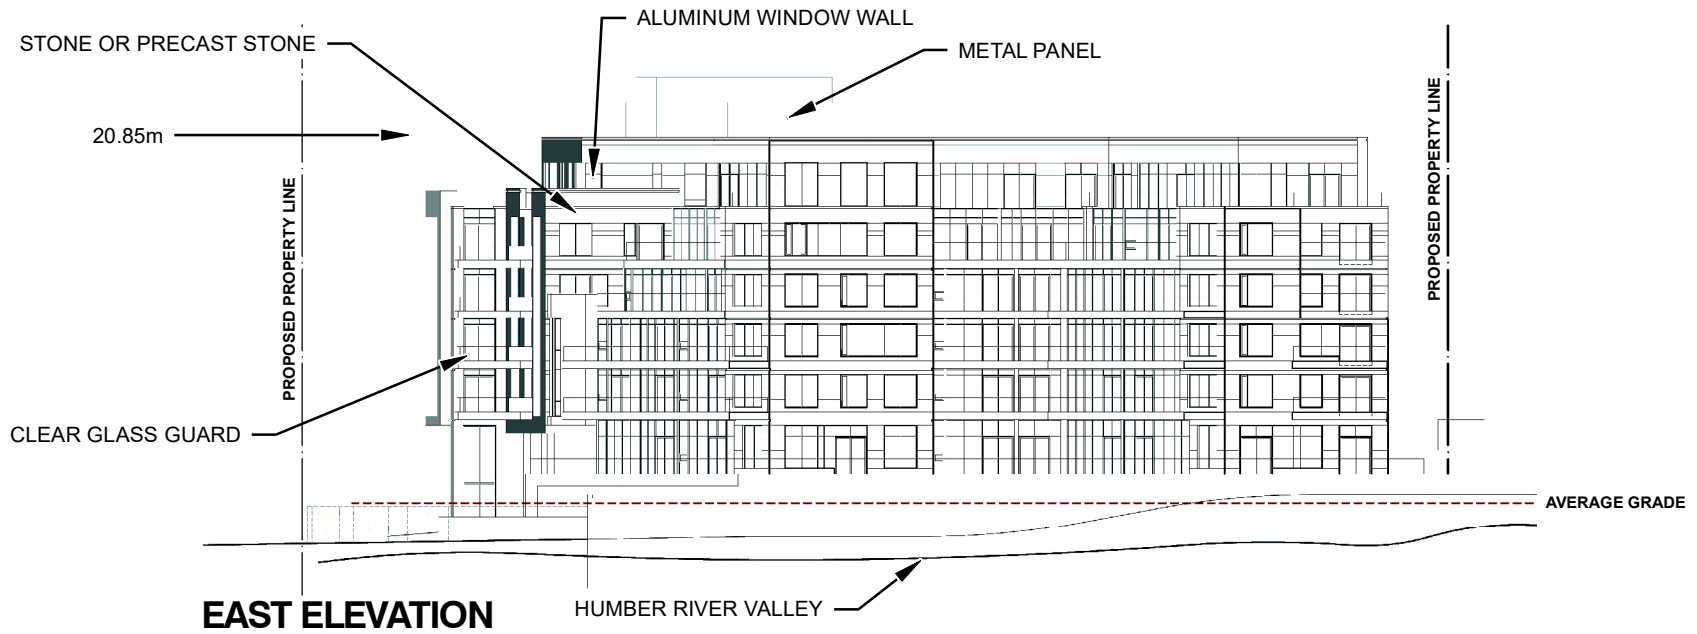 ALUMINUM WINDOW WALL
STONE OR PRECAST STONE
METAL PANEL
20.85m
PROPOSED PROPERTY LINE
PROPOSED PROPERTY LINE
CLEAR GLASS GUARD
AVERAGE GRADE
HUMBER RIVER VALLEY
EAST ELEVATION